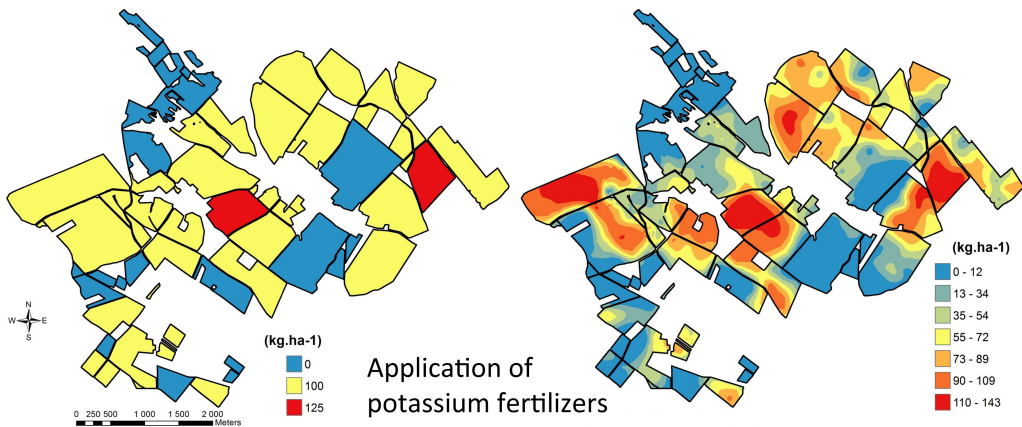 N
W E
S
(kg.ha-1)
0
100
125
0 250 500 1 000 1 500 2 000
Meters
Application of
potassium fertilizers
(kg.ha-1)
0 - 12
13 - 34
35 - 54
55 - 72
73 - 89
90 - 109
110 - 143